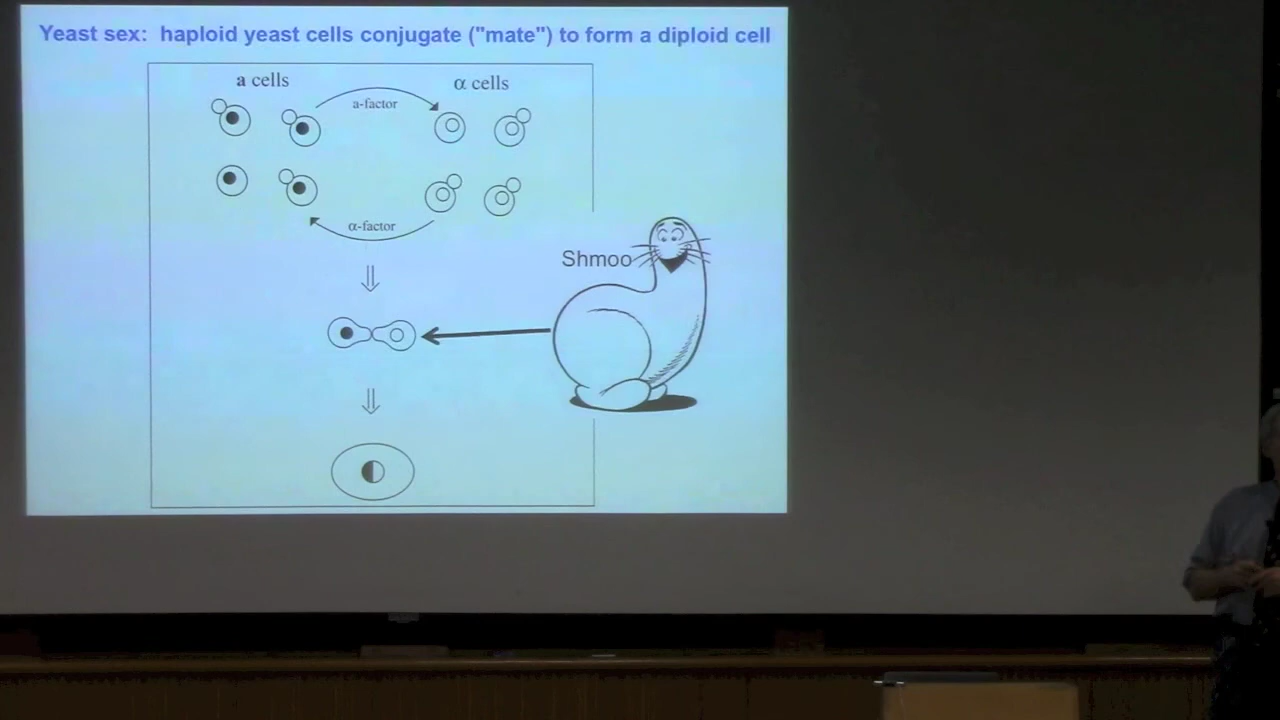 Yeast sex: haploid yeast cells conjugate ("mate") to form a diploid cell
a cells
α cells
a-factor
α-factor
Shmoo